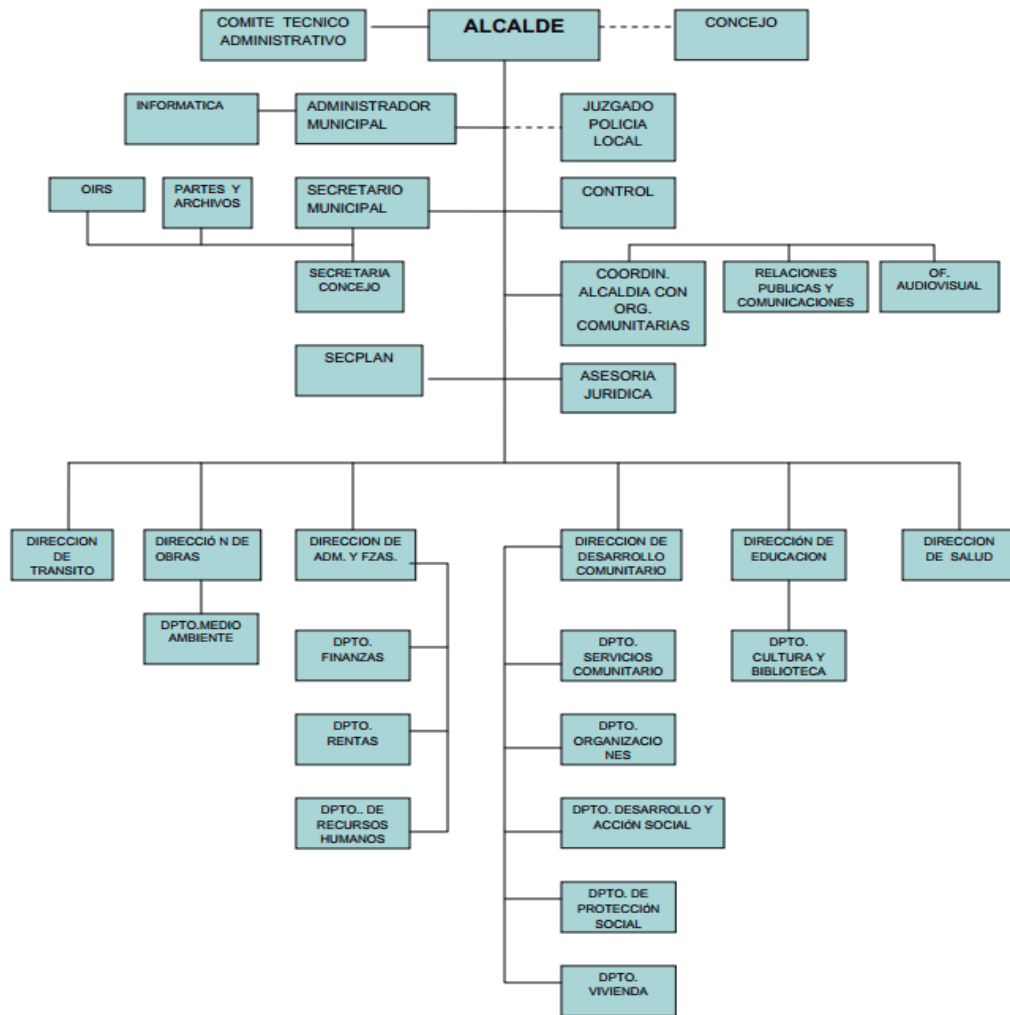 COMITE TECNICO
ADMINISTRATIVO
ALCALDE
CONCEJO
INFORMATICA
ADMINISTRADOR
MUNICIPAL
JUZGADO
POLICIA
LOCAL
OIRS
PARTES Y
ARCHIVOS
SECRETARIO
MUNICIPAL
CONTROL
SECRETARIA
CONCEJO
COORDIN.
ALCALDIA CON
ORG.
COMUNITARIAS
RELACIONES
PUBLICAS Y
COMUNICACIONES
OF.
AUDIOVISUAL
SECPLAN
ASESORIA
JURIDICA
DIRECCION
DE
TRANSITO
DIRECCIÓ N DE
OBRAS
DIRECCION DE
ADM. Y FZAS.
DIRECCION DE
DESARROLLO
COMUNITARIO
DIRECCIÓN DE
EDUCACION
DIRECCION
DE SALUD
DPTO.MEDIO
AMBIENTE
DPTO.
FINANZAS
DPTO.
SERVICIOS
COMUNITARIO
DPTO.
CULTURA Y
BIBLIOTECA
DPTO.
RENTAS
DPTO.
ORGANIZACIO
NES
DPTO.. DE
RECURSOS
HUMANOS
DPTO. DESARROLLO Y
ACCIÓN SOCIAL
DPTO. DE
PROTECCIÓN
SOCIAL
DPTO.
VIVIENDA